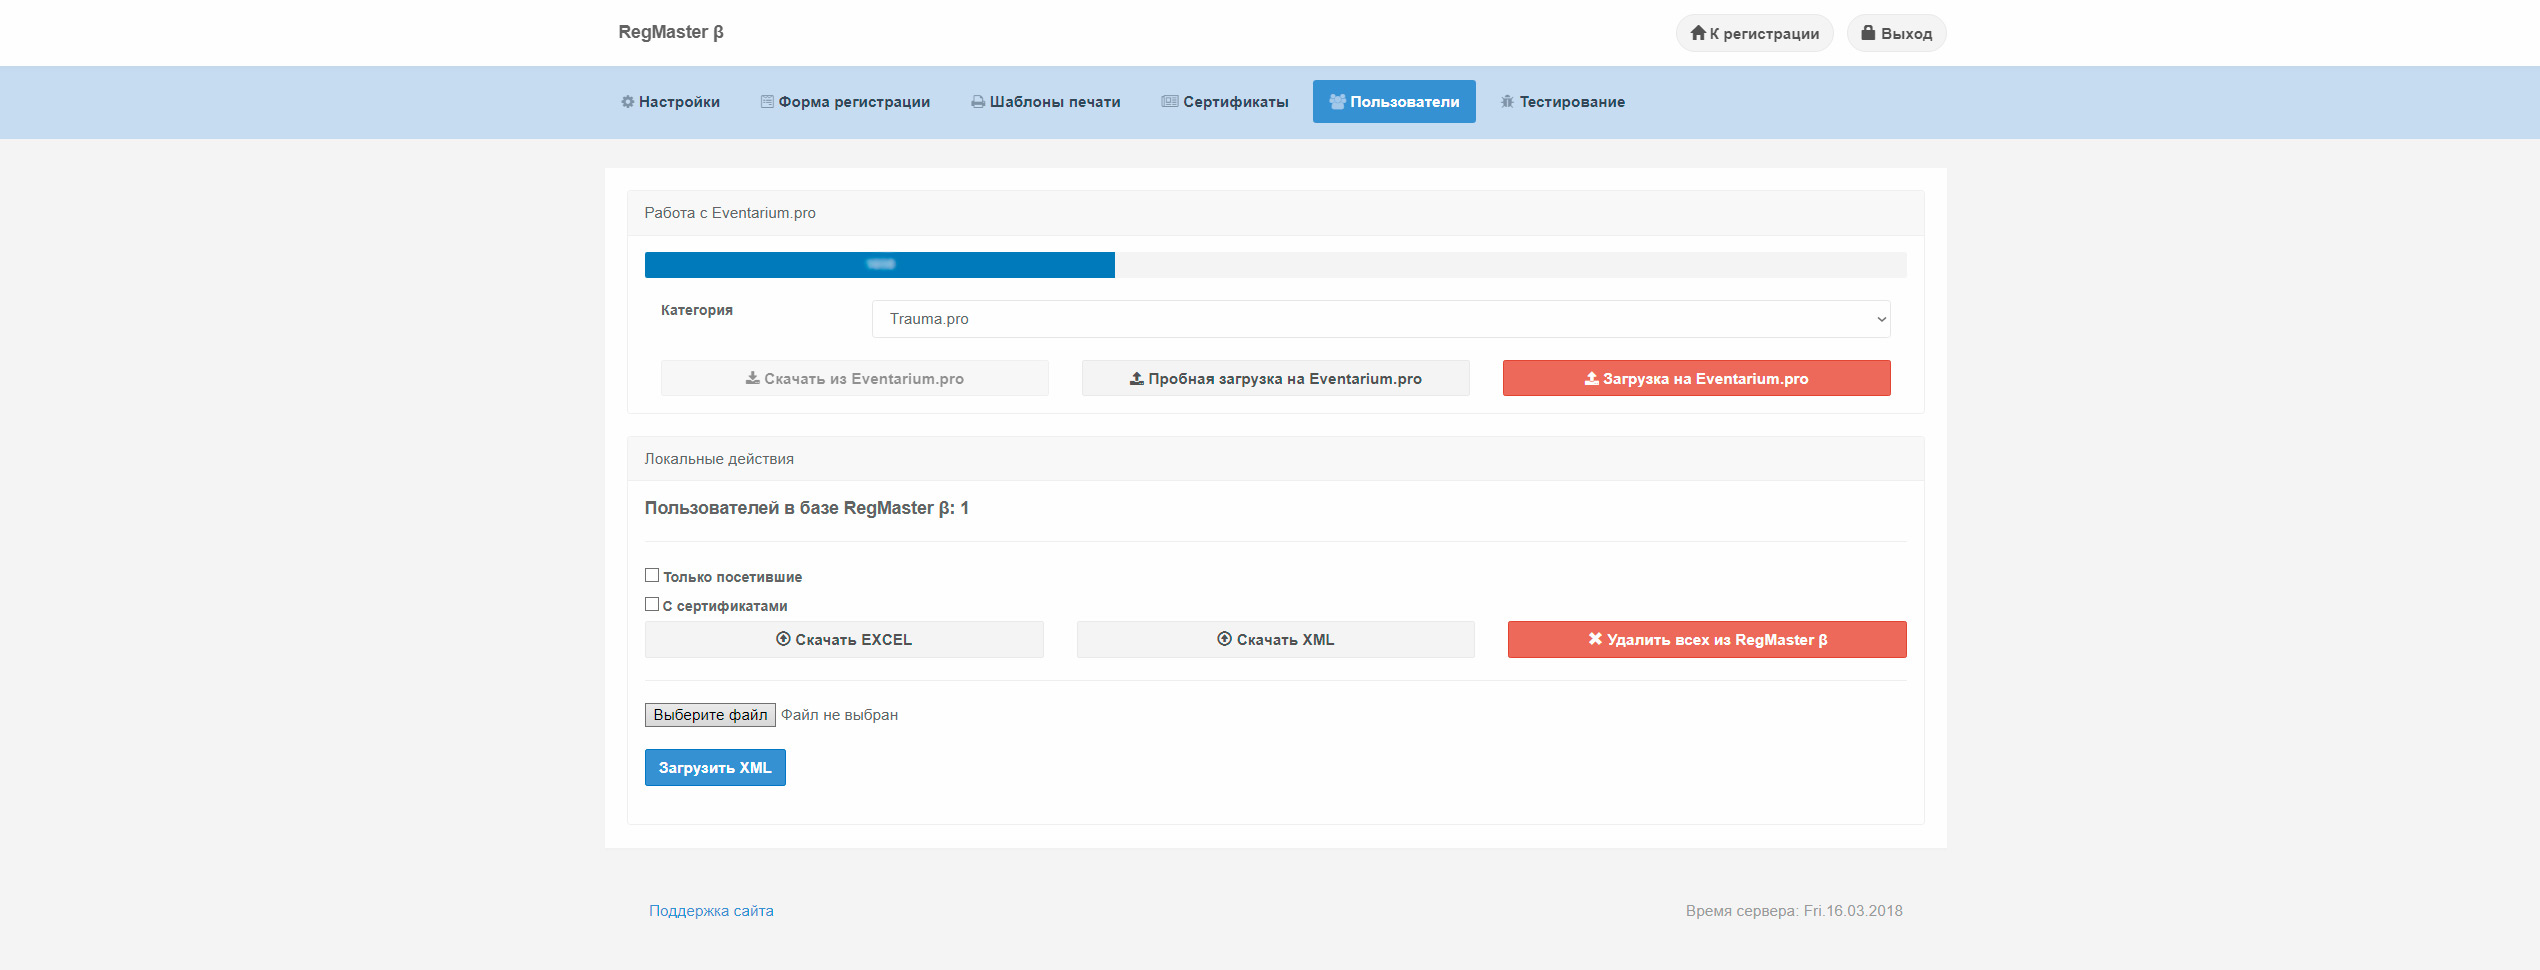 RegMaster β
К регистрации
Выход
Настройки
Форма регистрации
Шаблоны печати
Сертификаты
Пользователи
Тестирование
Работа с Eventarium.pro
Категория
Trauma.pro
Скачать из Eventarium.pro
Пробная загрузка на Eventarium.pro
Загрузка на Eventarium.pro
Локальные действия
Пользователей в базе RegMaster β: 1
Только посетившие
С сертификатами
Скачать EXCEL
Скачать XML
Удалить всех из RegMaster β
Выберите файл Файл не выбран
Загрузить XML
Поддержка сайта
Время сервера: Fri.16.03.2018